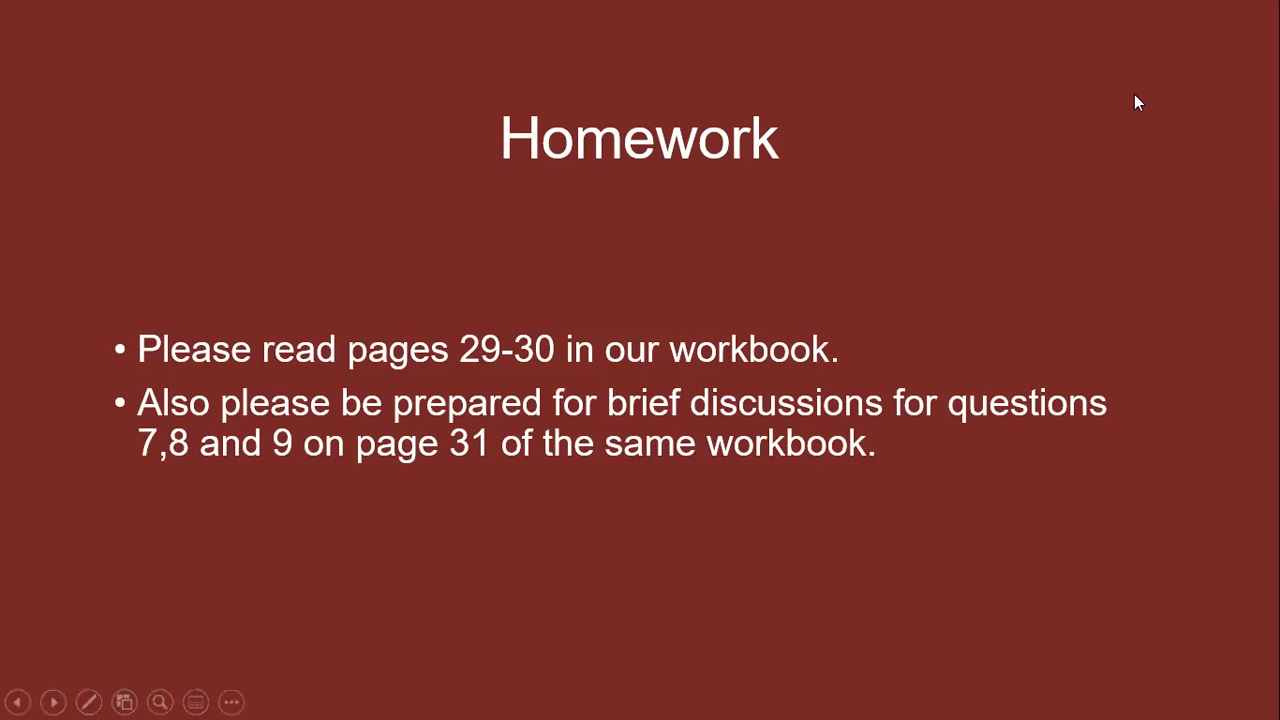 Homework
• Please read pages 29-30 in our workbook.
• Also please be prepared for brief discussions for questions
7,8 and 9 on page 31 of the same workbook.